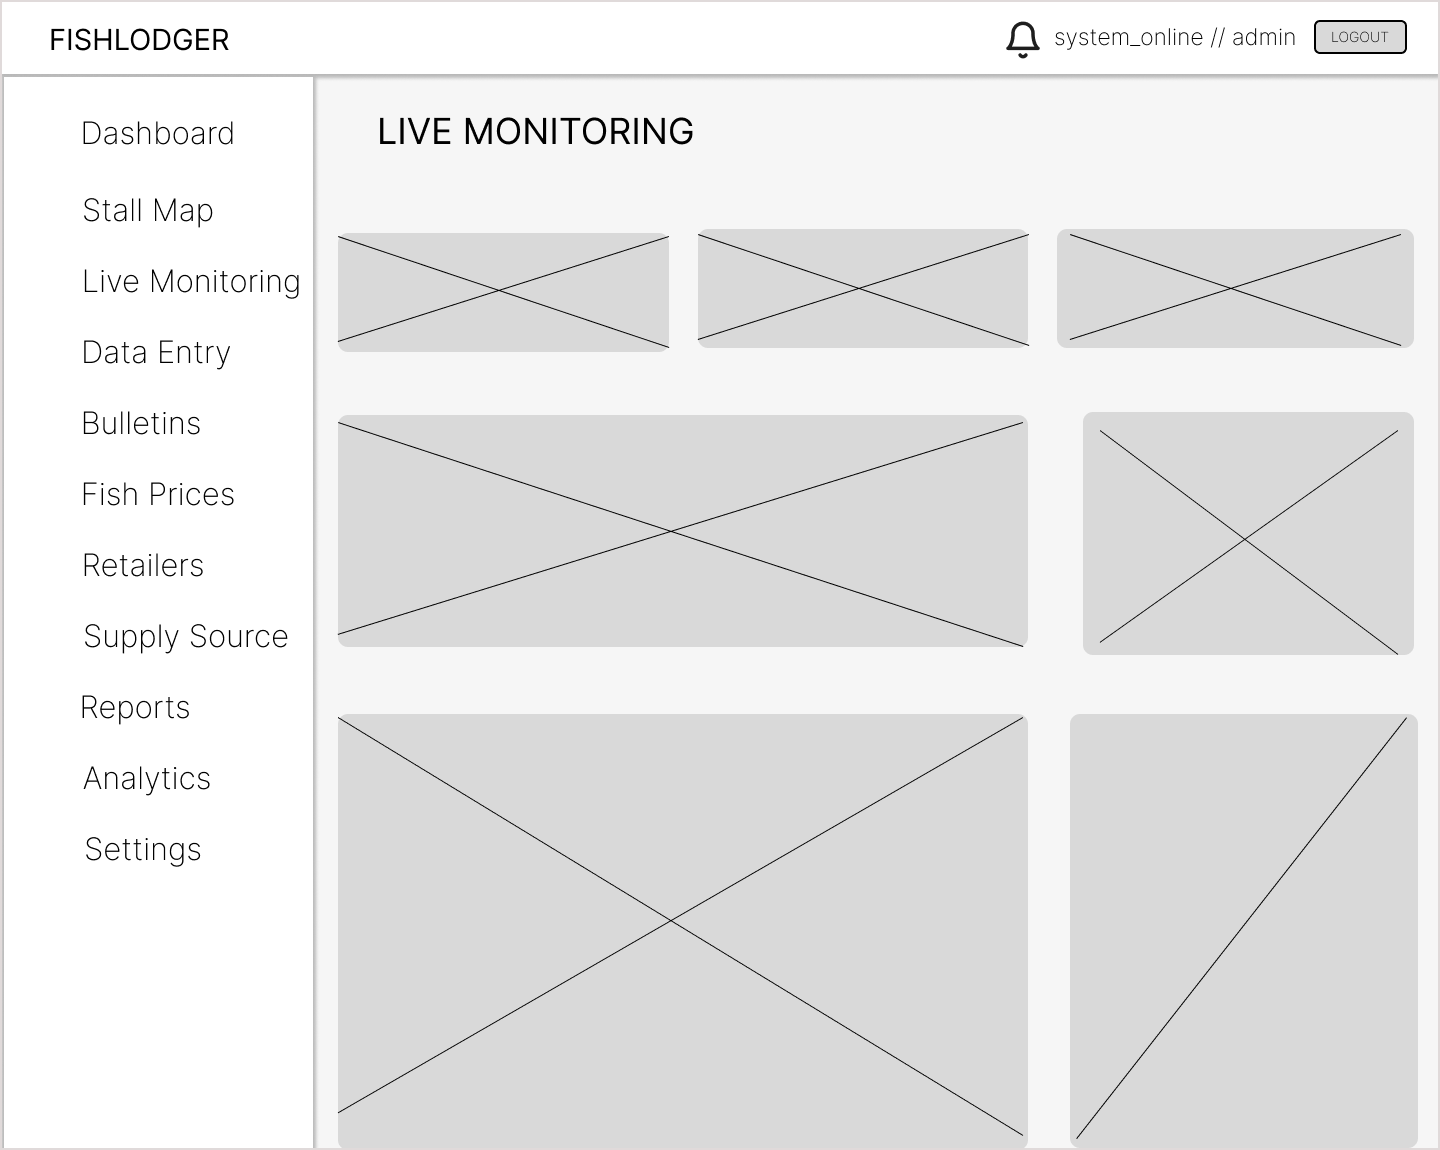 FISHLODGER
system_online // admin
LOGOUT
Dashboard
Stall Map
Live Monitoring
Data Entry
Bulletins
Fish Prices
Retailers
Supply Source
Reports
Analytics
Settings
LIVE MONITORING